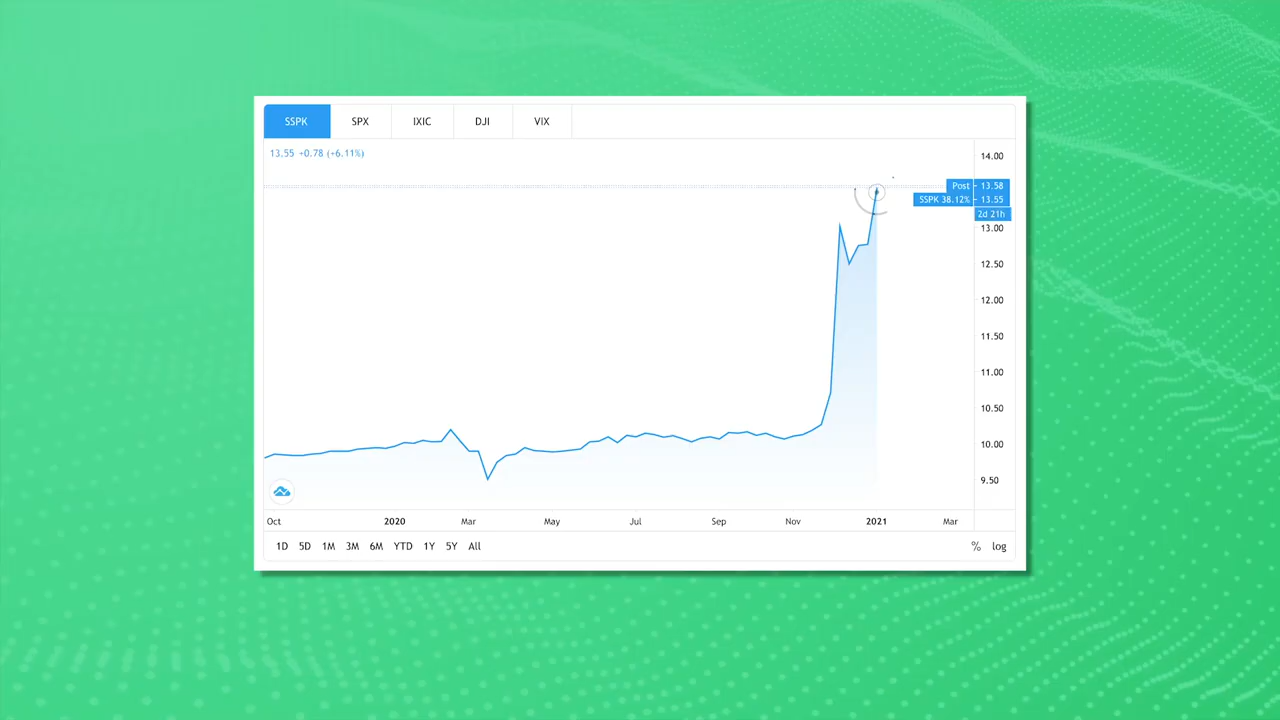 SSPK SPX IXIC DJI VIX
13.55 +0.78 (+6.11%)
14.00
Post 13.58
SSPK 38.12% 13.55
2d 21h
13.00
12.50
12.00
11.50
11.00
10.50
10.00
9.50
Oct 2020 Mar May Jul Sep Nov 2021 Mar
1D 5D 1M 3M 6M YTD 1Y 5Y All % log